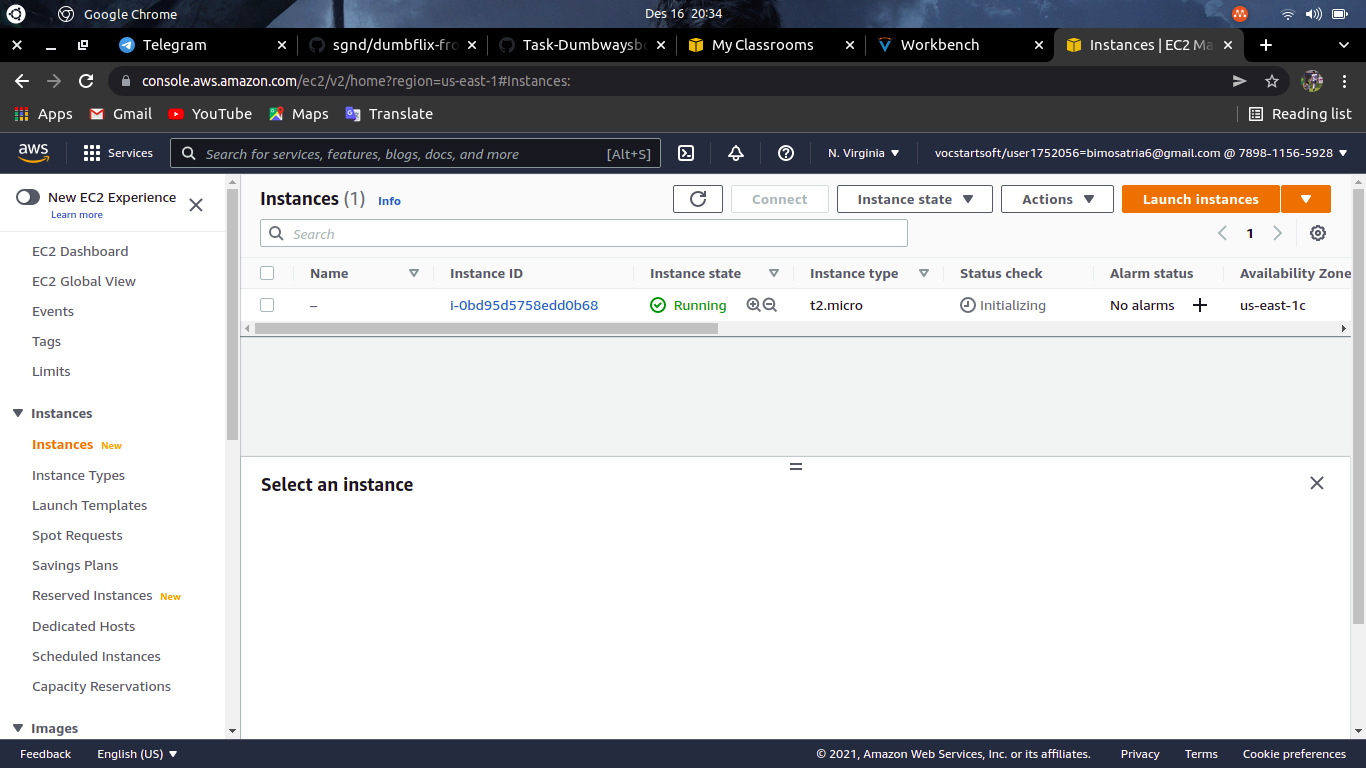 Google Chrome
Des 16 20:34
Telegram
sgnd/dumbflix-fro
Task-Dumbwaysbo
My Classrooms
Workbench
Instances | EC2 Ma
console.aws.amazon.com/ec2/v2/home?region=us-east-1#Instances:
Apps
Gmail
YouTube
Maps
Translate
Reading list
aws
Services
Search for services, features, blogs, docs, and more
[Alt+S]
N. Virginia
vocstartsoft/user1752056=bimosatria6@gmail.com @ 7898-1156-5928
New EC2 Experience
Learn more
EC2 Dashboard
EC2 Global View
Events
Tags
Limits
Instances
Instances New
Instance Types
Launch Templates
Spot Requests
Savings Plans
Reserved Instances New
Dedicated Hosts
Scheduled Instances
Capacity Reservations
Images
Instances (1) Info
Connect
Instance state
Actions
Launch instances
Search
1
Name
Instance ID
Instance state
Instance type
Status check
Alarm status
Availability Zone
–
i-0bd95d5758edd0b68
Running
t2.micro
Initializing
No alarms
us-east-1c
Select an instance
Feedback
English (US)
© 2021, Amazon Web Services, Inc. or its affiliates.
Privacy
Terms
Cookie preferences